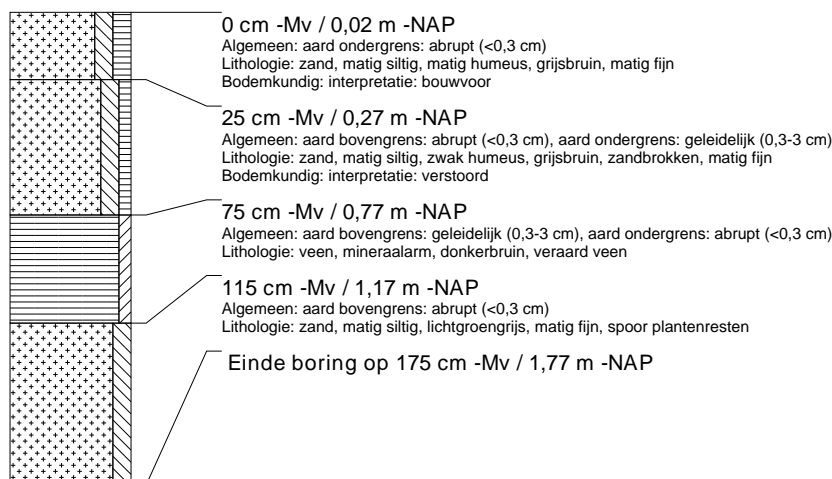 0 cm -Mv / 0,02 m -NAP
Algemeen: aard ondergrens: abrupt (<0,3 cm)
Lithologie: zand, matig siltig, matig humeus, grijsbruin, matig fijn
Bodemkundig: interpretatie: bouwvoor
25 cm -Mv / 0,27 m -NAP
Algemeen: aard bovengrens: abrupt (<0,3 cm), aard ondergrens: geleidelijk (0,3-3 cm)
Lithologie: zand, matig siltig, zwak humeus, grijsbruin, zandbrokken, matig fijn
Bodemkundig: interpretatie: verstoord
75 cm -Mv / 0,77 m -NAP
Algemeen: aard bovengrens: geleidelijk (0,3-3 cm), aard ondergrens: abrupt (<0,3 cm)
Lithologie: veen, mineraalarm, donkerbruin, veraard veen
115 cm -Mv / 1,17 m -NAP
Algemeen: aard bovengrens: abrupt (<0,3 cm)
Lithologie: zand, matig siltig, lichtgroengrijs, matig fijn, spoor plantenresten
Einde boring op 175 cm -Mv / 1,77 m -NAP